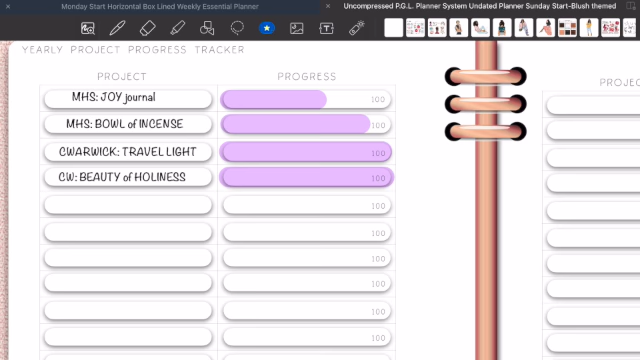 Monday Start Horizontal Box Lined Weekly Essential Planner
Uncompressed P.G.L. Planner System Undated Planner Sunday Start-Blush themed
YEARLY PROJECT PROGRESS TRACKER
PROJECT PROGRESS
MHS: JOY journal 100
MHS: BOWL of INCENSE 100
CWARWICK: TRAVEL LIGHT 100
CW: BEAUTY of HOLINESS 100
100
100
100
100
100
100
PROJEC